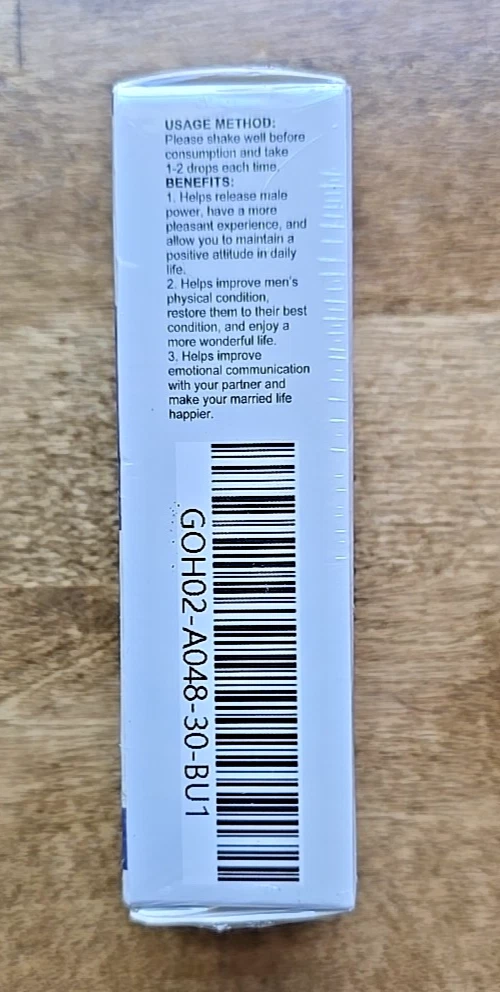 USAGE METHOD:
Please shake well before
consumption and take
1-2 drops each time.
BENEFITS:
1. Helps release male
power, have a more
pleasant experience, and
allow you to maintain a
positive attitude in daily
life.
2. Helps improve men's
physical condition,
restore them to their best
condition, and enjoy a
more wonderful life.
3. Helps improve
emotional communication
with your partner and
make your married life
happier.
GOH02-A048-30-BU1